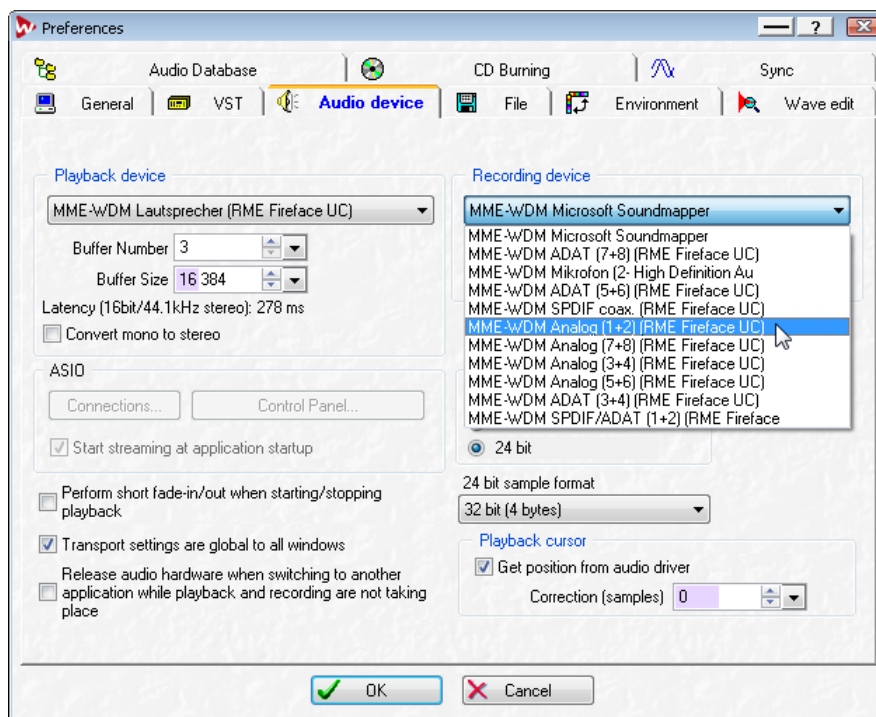 Preferences
?
Audio Database
CD Burning
Sync
General
VST
Audio device
File
Environment
Wave edit
Playback device
MME-WDM Lautsprecher (RME Fireface UC)
Buffer Number 3
Buffer Size 16 384
Latency (16bit/44.1kHz stereo): 278 ms
Convert mono to stereo
ASIO
Connections...
Control Panel...
Start streaming at application startup
Perform short fade-in/out when starting/stopping
playback
Transport settings are global to all windows
Release audio hardware when switching to another
application while playback and recording are not taking
place
Recording device
MME-WDM Microsoft Soundmapper
MME-WDM Microsoft Soundmapper
MME-WDM ADAT (7+8) (RME Fireface UC)
MME-WDM Mikrofon (2- High Definition Au
MME-WDM ADAT (5+6) (RME Fireface UC)
MME-WDM SPDIF coax. (RME Fireface UC)
MME-WDM Analog (1+2) (RME Fireface UC)
MME-WDM Analog (7+8) (RME Fireface UC)
MME-WDM Analog (3+4) (RME Fireface UC)
MME-WDM Analog (5+6) (RME Fireface UC)
MME-WDM ADAT (3+4) (RME Fireface UC)
MME-WDM SPDIF/ADAT (1+2) (RME Fireface
24 bit
24 bit sample format
32 bit (4 bytes)
Playback cursor
Get position from audio driver
Correction (samples) 0
OK
Cancel